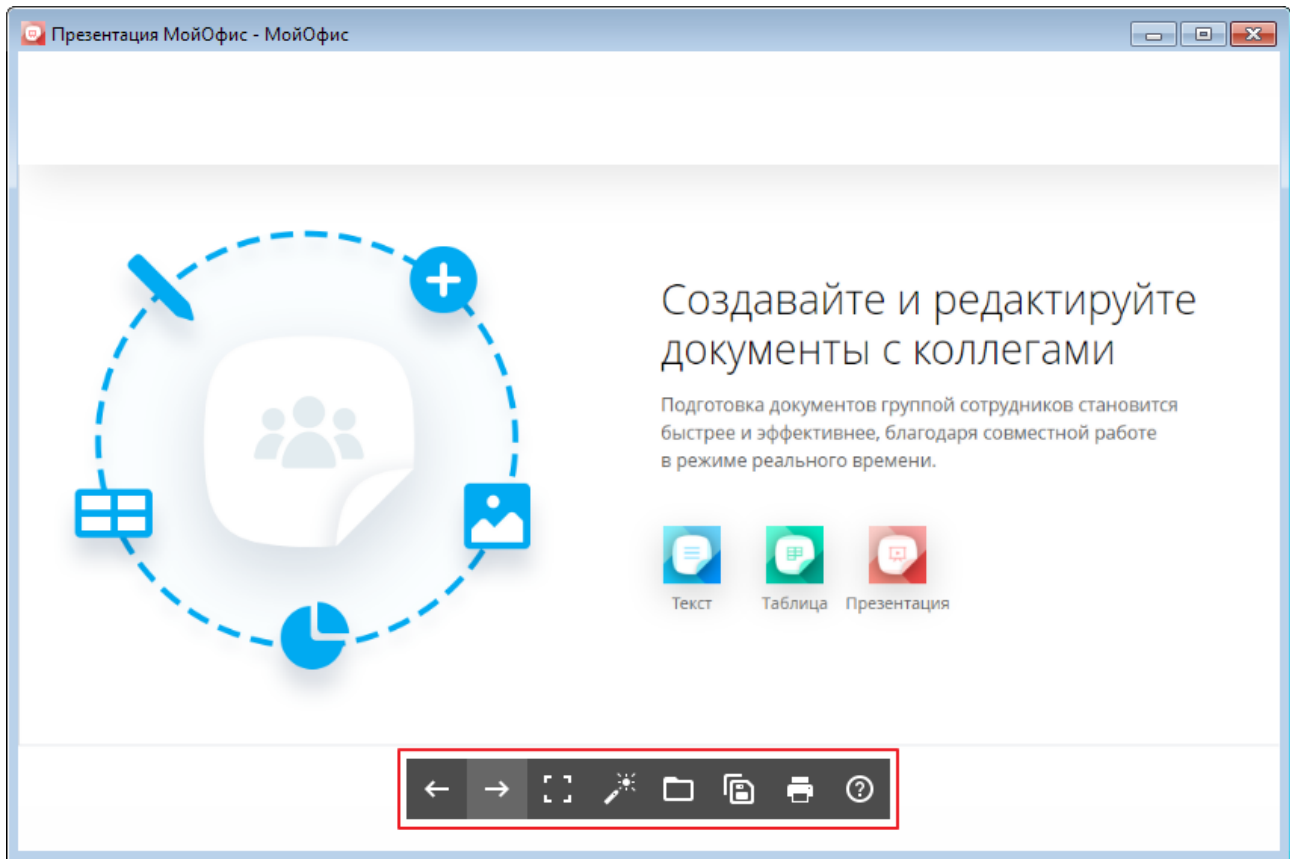 Презентация МойОфис - МойОфис
Создавайте и редактируйте
документы с коллегами
Подготовка документов группой сотрудников становится
быстрее и эффективнее, благодаря совместной работе
в режиме реального времени.
Текст Таблица Презентация